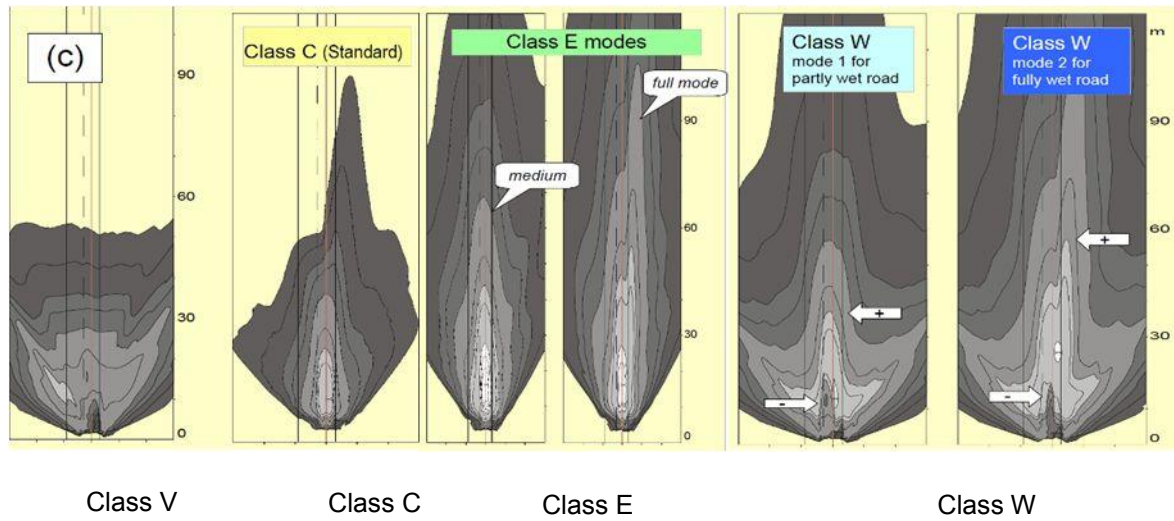 (c)
90
60
30
0
Class C (Standard)
Class E modes
full mode
medium
90
60
30
0
Class W
mode 1 for
partly wet road
Class W
mode 2 for
fully wet road
m
90
60
30
0
+
-
+
-
Class V
Class C
Class E
Class W